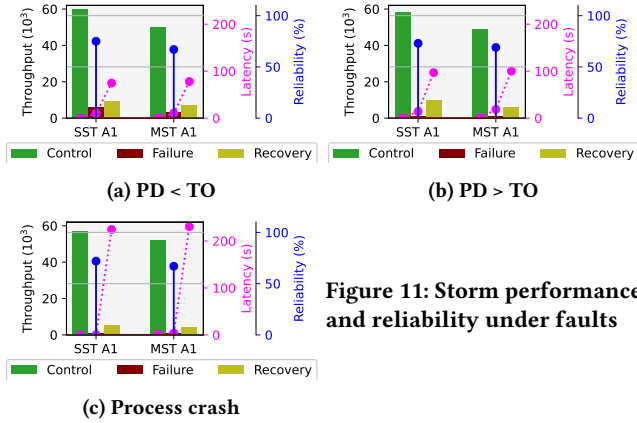 Throughput (10³)
60
40
20
0
SST A1
MST A1
200
100
0
Latency (s)
100
50
0
Reliability (%)
Control
Failure
Recovery
(a) PD < TO
Throughput (10³)
60
40
20
0
SST A1
MST A1
200
100
0
Latency (s)
100
50
0
Reliability (%)
Control
Failure
Recovery
(b) PD > TO
Throughput (10³)
60
40
20
0
SST A1
MST A1
200
100
0
Latency (s)
100
50
0
Reliability (%)
Control
Failure
Recovery
(c) Process crash
Figure 11: Storm performance
and reliability under faults